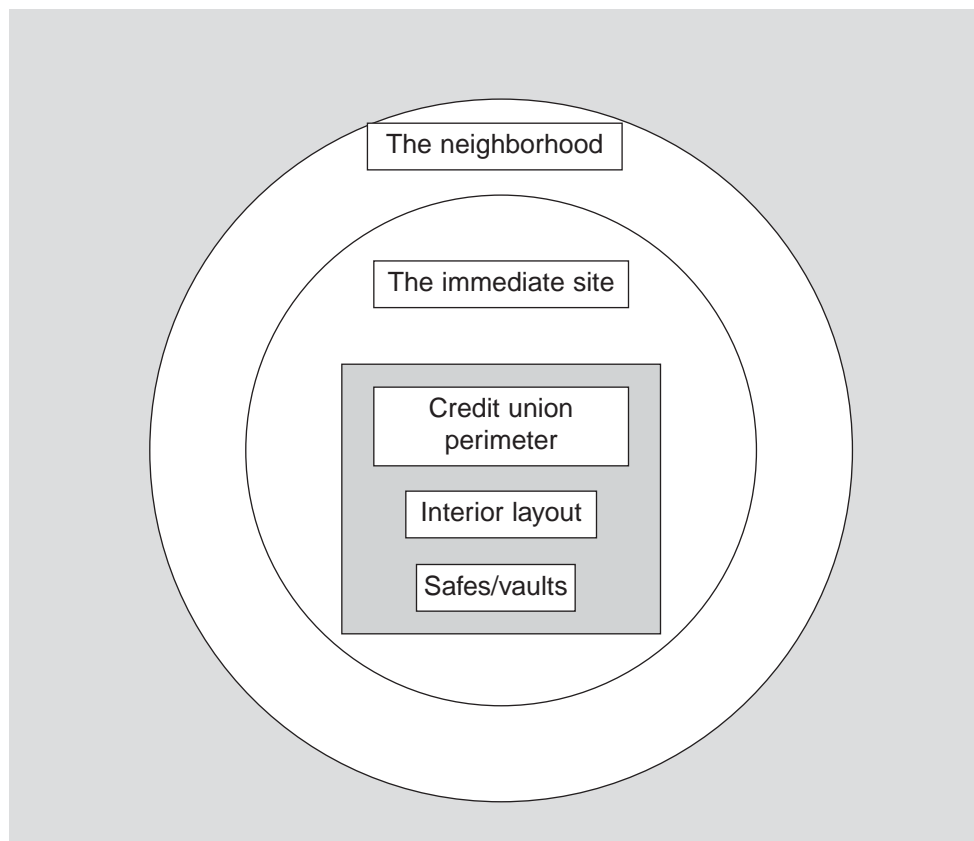 The neighborhood
The immediate site
Credit union
perimeter
Interior layout
Safes/vaults